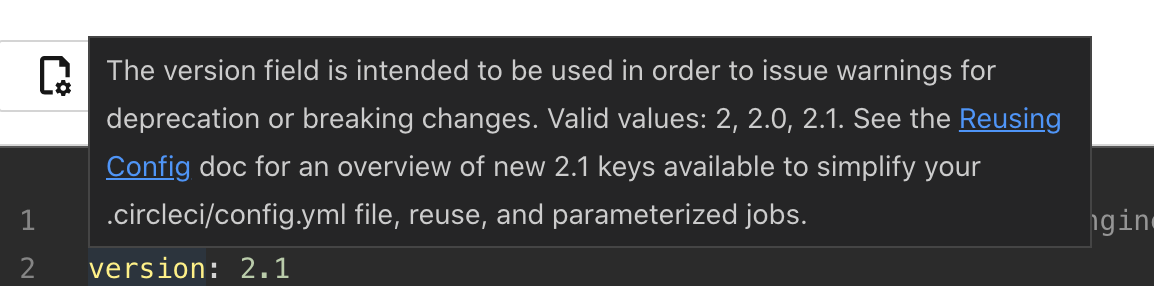 The version field is intended to be used in order to issue warnings for
deprecation or breaking changes. Valid values: 2, 2.0, 2.1. See the Reusing
Config doc for an overview of new 2.1 keys available to simplify your
.circleci/config.yml file, reuse, and parameterized jobs.
1
2 version: 2.1